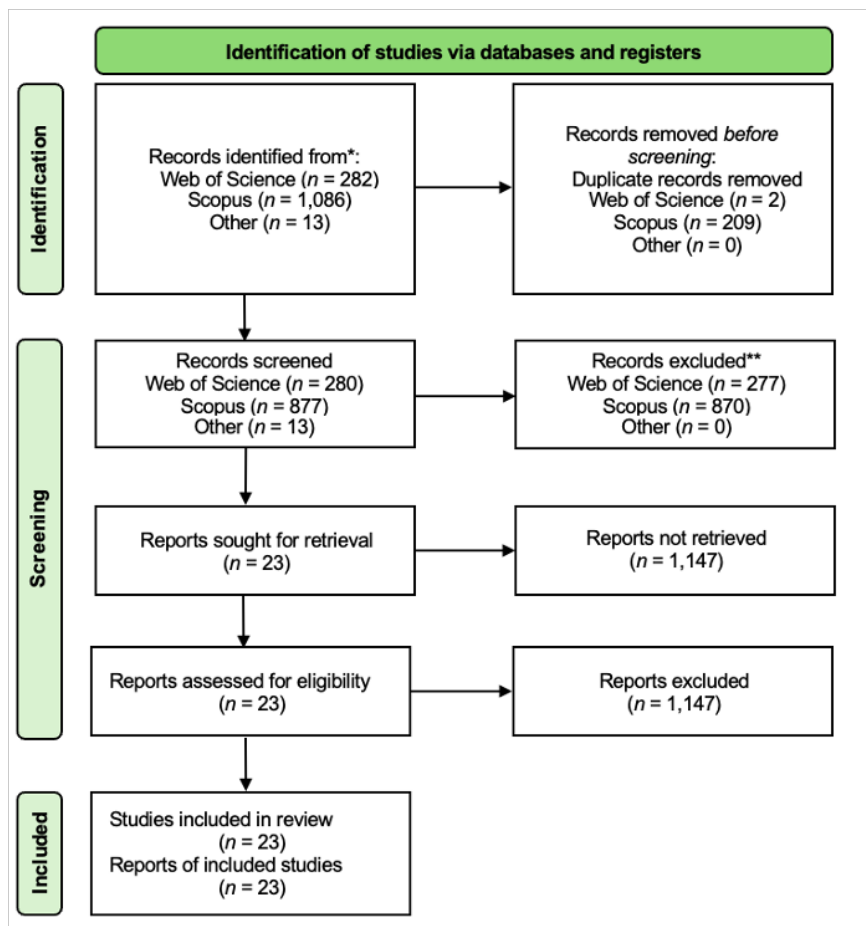 Identification of studies via databases and registers
Identification
Records identified from*:
Web of Science (n = 282)
Scopus (n = 1,086)
Other (n = 13)
Records removed before
screening:
Duplicate records removed
Web of Science (n = 2)
Scopus (n = 209)
Other (n = 0)
Screening
Records screened
Web of Science (n = 280)
Scopus (n = 877)
Other (n = 13)
Records excluded**
Web of Science (n = 277)
Scopus (n = 870)
Other (n = 0)
Reports sought for retrieval
(n = 23)
Reports not retrieved
(n = 1,147)
Reports assessed for eligibility
(n = 23)
Reports excluded
(n = 1,147)
Included
Studies included in review
(n = 23)
Reports of included studies
(n = 23)